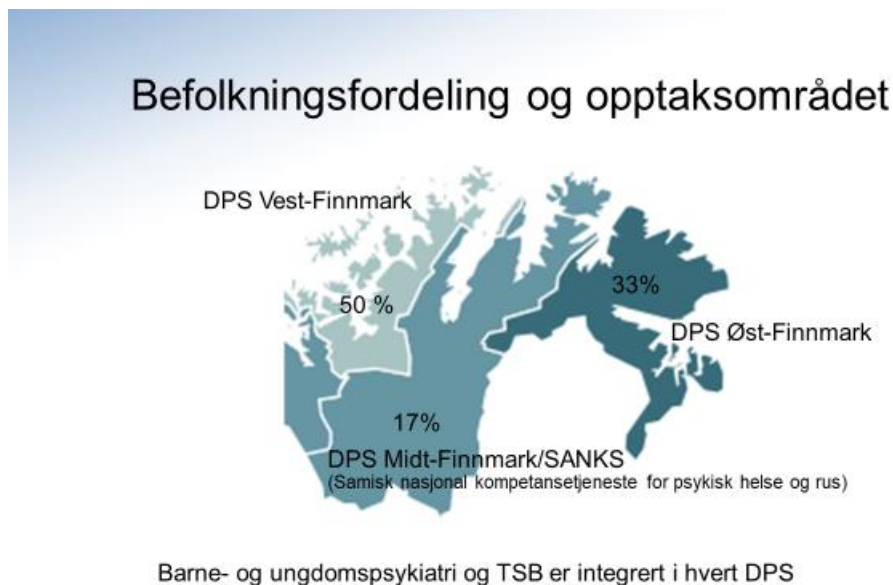 Befolkningsfordeling og opptaksområdet
DPS Vest-Finnmark
50 %
33%
DPS Øst-Finnmark
17%
DPS Midt-Finnmark/SANKS
(Samisk nasjonal kompetansetjeneste for psykisk helse og rus)
Barne- og ungdomspsykiatri og TSB er integrert i hvert DPS